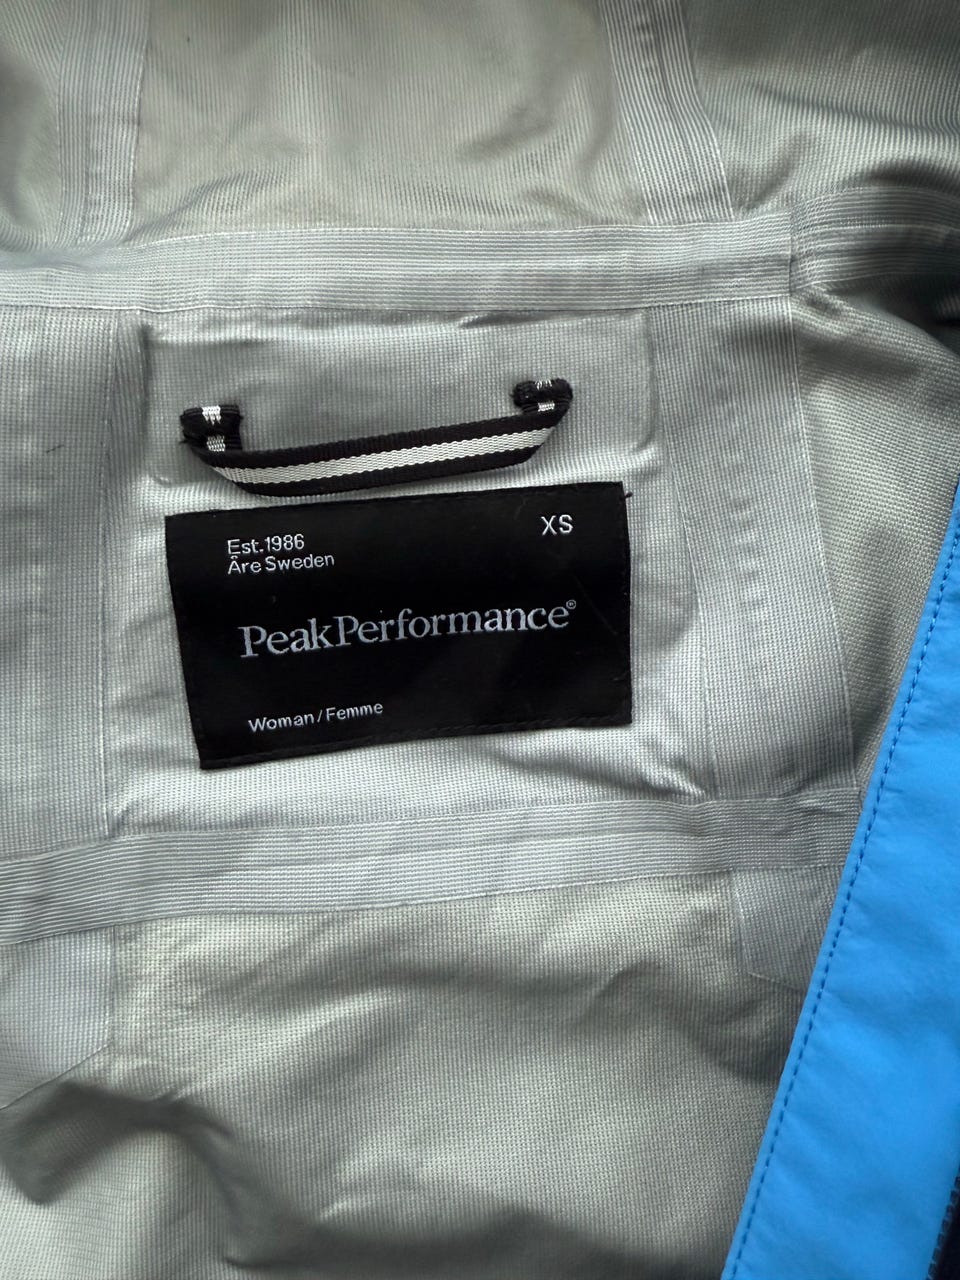 XS
Est.1986
Åre Sweden
PeakPerformance®
Woman/Femme